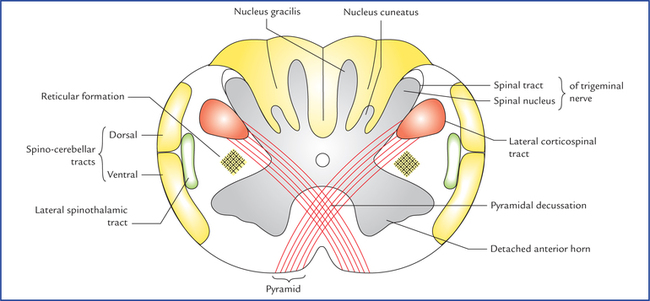 Nucleus gracilis
Nucleus cuneatus
Reticular formation
Dorsal
Spino-cerebellar
tracts
Ventral
Lateral spinothalamic
tract
Pyramid
Spinal tract
Spinal nucleus
of trigeminal
nerve
Lateral corticospinal
tract
Pyramidal decussation
Detached anterior horn